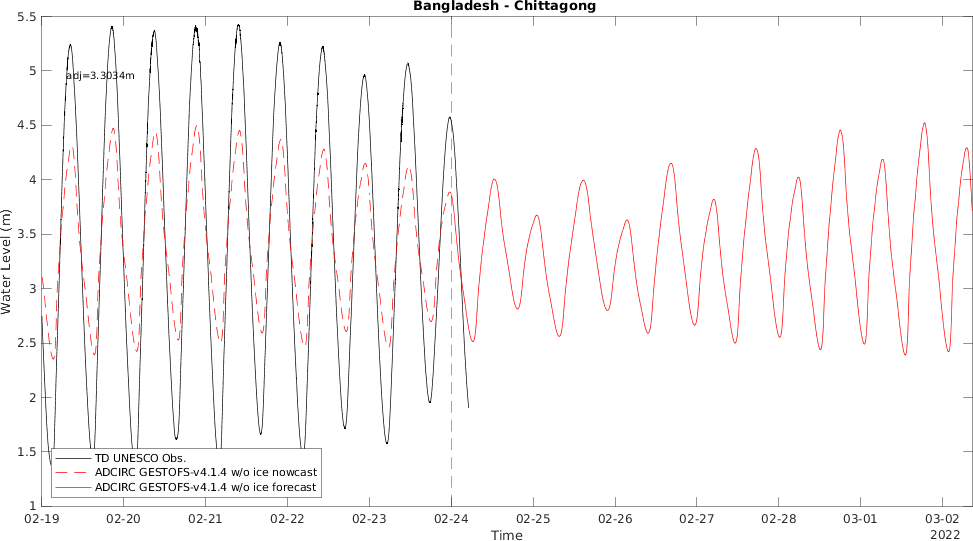 Bangladesh - Chittagong
5.5
5
4.5
4
3.5
3
2.5
2
1.5
1
Water Level (m)
adj=3.3034m
TD UNESCO Obs.
ADCIRC GESTOFS-v4.1.4 w/o ice nowcast
ADCIRC GESTOFS-v4.1.4 w/o ice forecast
02-19 02-20 02-21 02-22 02-23 02-24 02-25 02-26 02-27 02-28 03-01 03-02
Time 2022